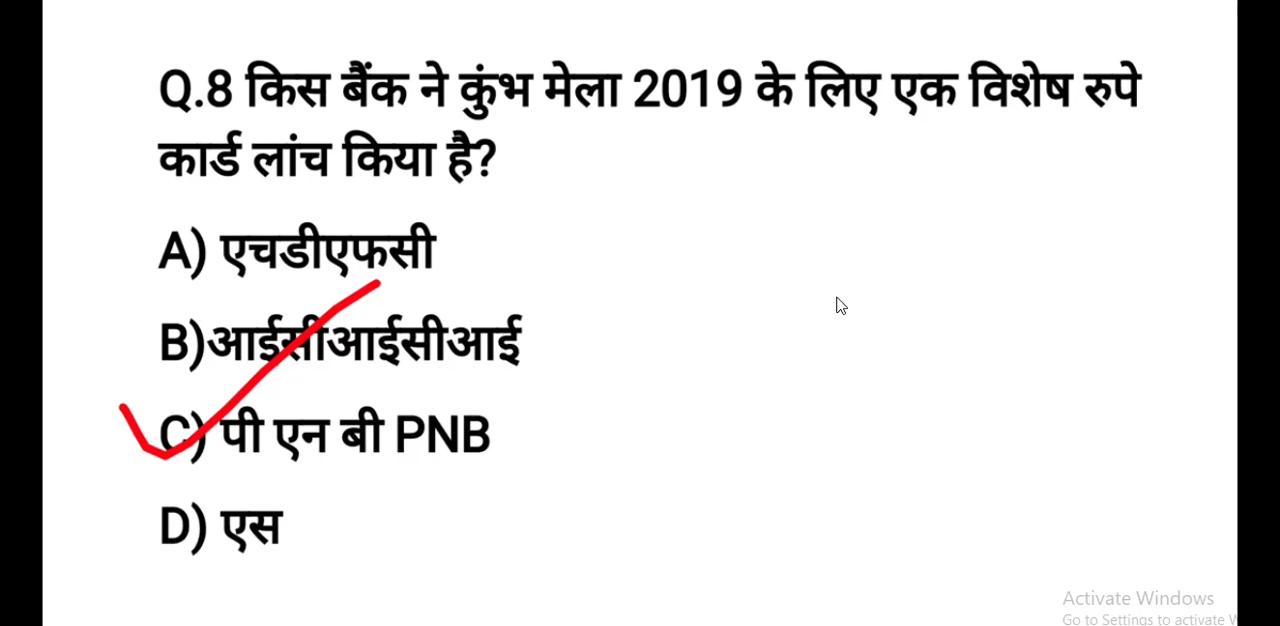 Q.8 किस बैंक ने कुंभ मेला 2019 के लिए एक विशेष रुपे
कार्ड लांच किया है?
A) एचडीएफसी
B)आईसीआईसीआई
C) पी एन बी PNB
D) एस
Activate Windows
Go to Settings to activate W